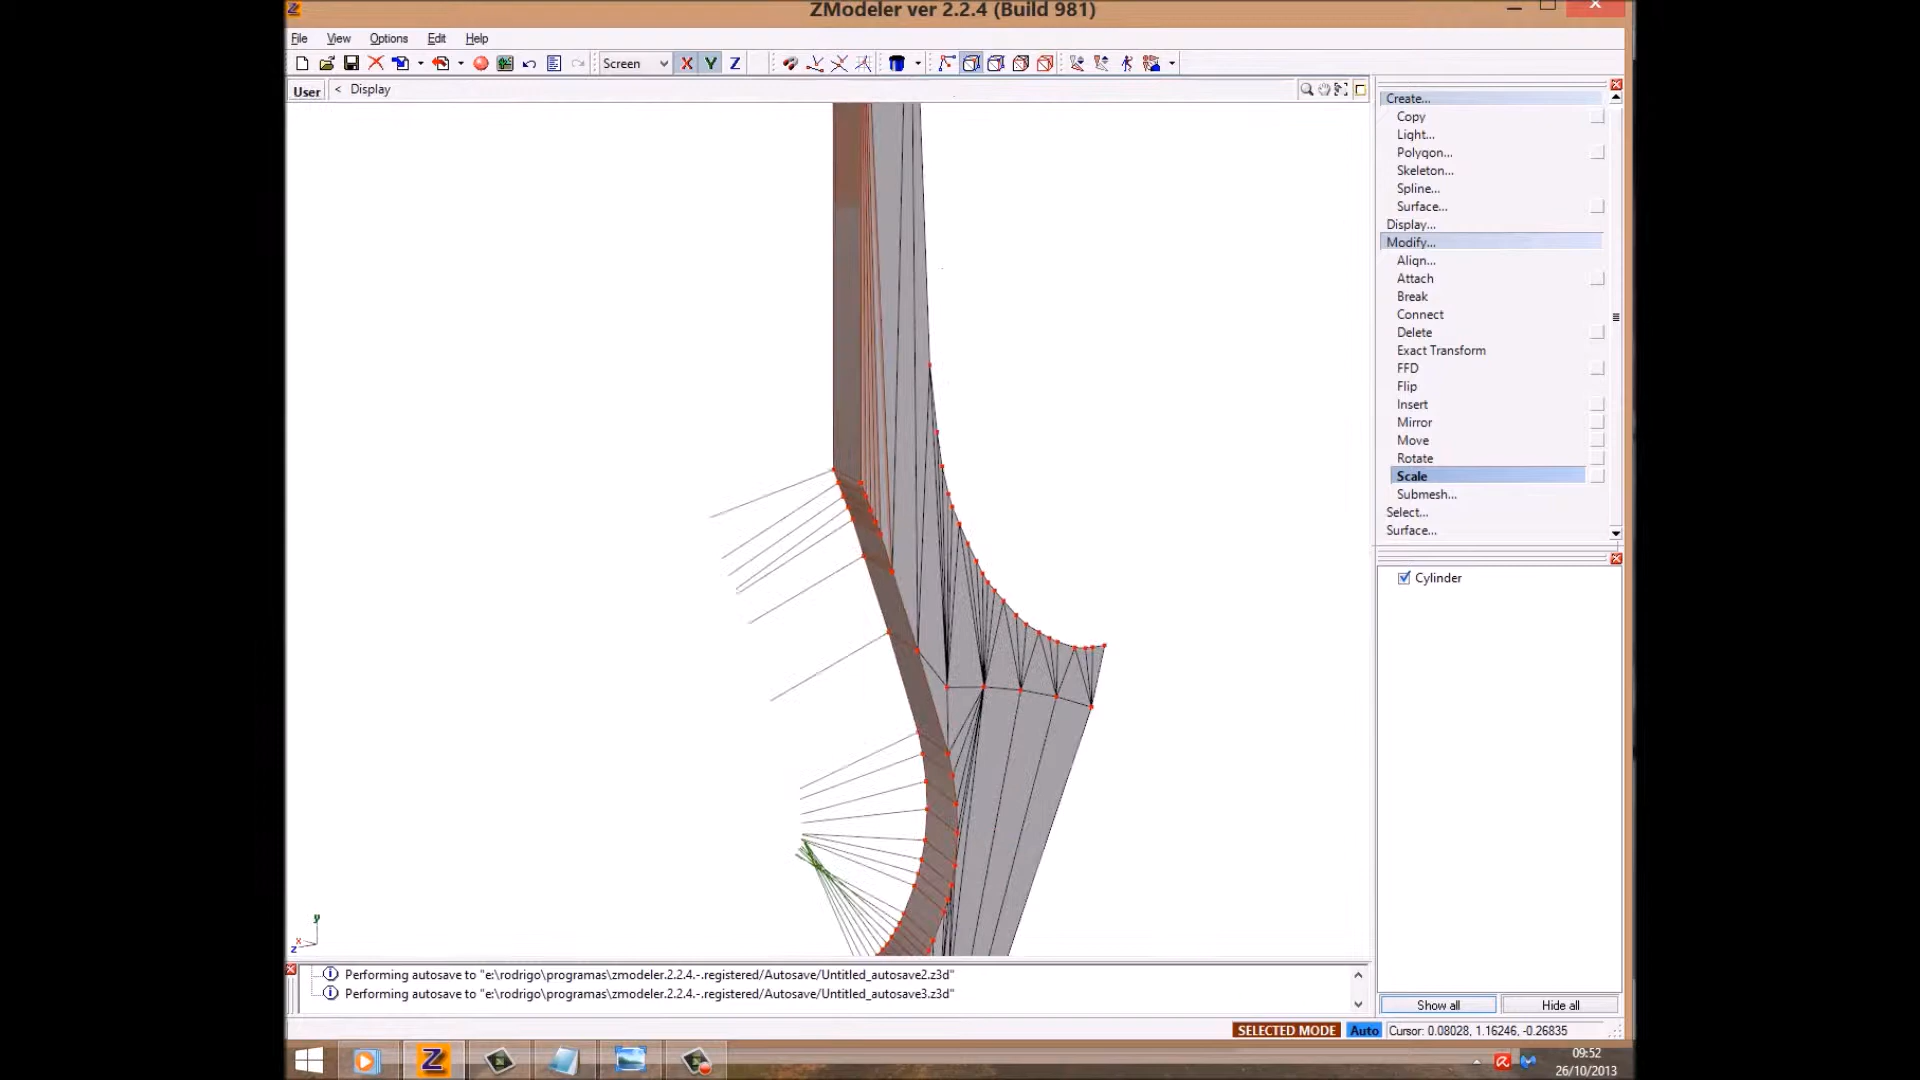 ZModeler ver 2.2.4 (Build 981)
File View Options Edit Help
Screen X Y Z
User < Display
Create...
Copy
Light...
Polygon...
Skeleton...
Spline...
Surface...
Display...
Modify...
Align...
Attach
Break
Connect
Delete
Exact Transform
FFD
Flip
Insert
Mirror
Move
Rotate
Scale
Submesh...
Select...
Surface...
Cylinder
y
x
z
Performing autosave to "e:\rodrigo\programas\zmodeler.2.2.4.-.registered/Autosave/Untitled_autosave2.z3d"
Performing autosave to "e:\rodrigo\programas\zmodeler.2.2.4.-.registered/Autosave/Untitled_autosave3.z3d"
Show all Hide all
SELECTED MODE Auto Cursor: 0.08028, 1.16246, -0.26835
09:52
26/10/2013